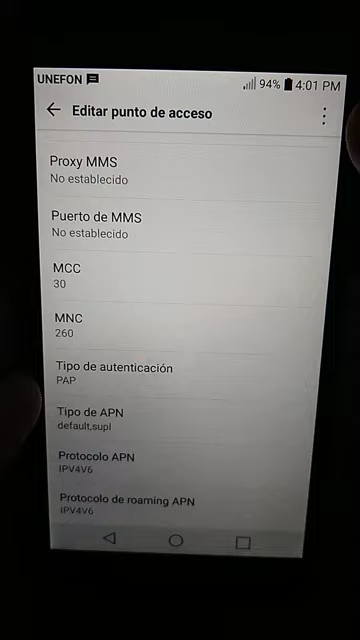 UNEFON 94% 4:01 PM
Editar punto de acceso
Proxy MMS
No establecido
Puerto de MMS
No establecido
MCC
30
MNC
260
Tipo de autenticación
PAP
Tipo de APN
default,supl
Protocolo APN
IPV4V6
Protocolo de roaming APN
IPV4V6